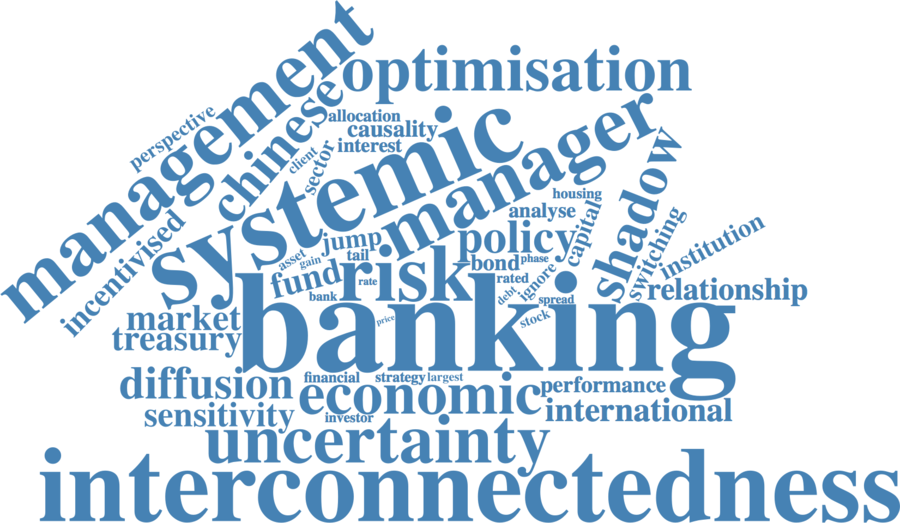 management
optimisation
chinese
perspective
allocation
causality
interest
client
sector
systemic
manager
shadow
housing
analyse
capital
switching
institution
incentivised
jump
policy
asset
gain
tail
fund
risk
rate
bond
phase
rated
ignore
debt
spread
relationship
bank
banking
price
stock
market
treasury
diffusion
financial
strategy
largest
economic
performance
sensitivity
investor
international
uncertainty
interconnectedness